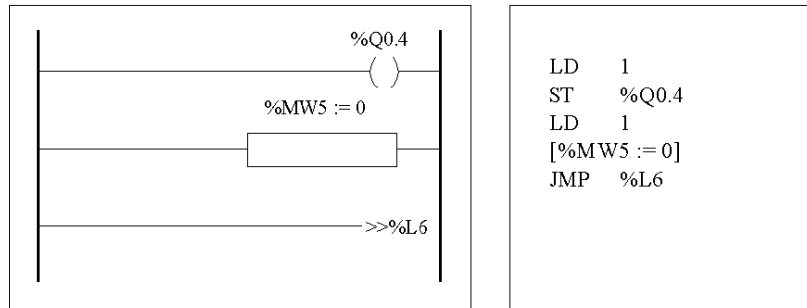 %Q0.4
%MW5 := 0
>>%L6
LD 1
ST %Q0.4
LD 1
[%MW5 := 0]
JMP %L6